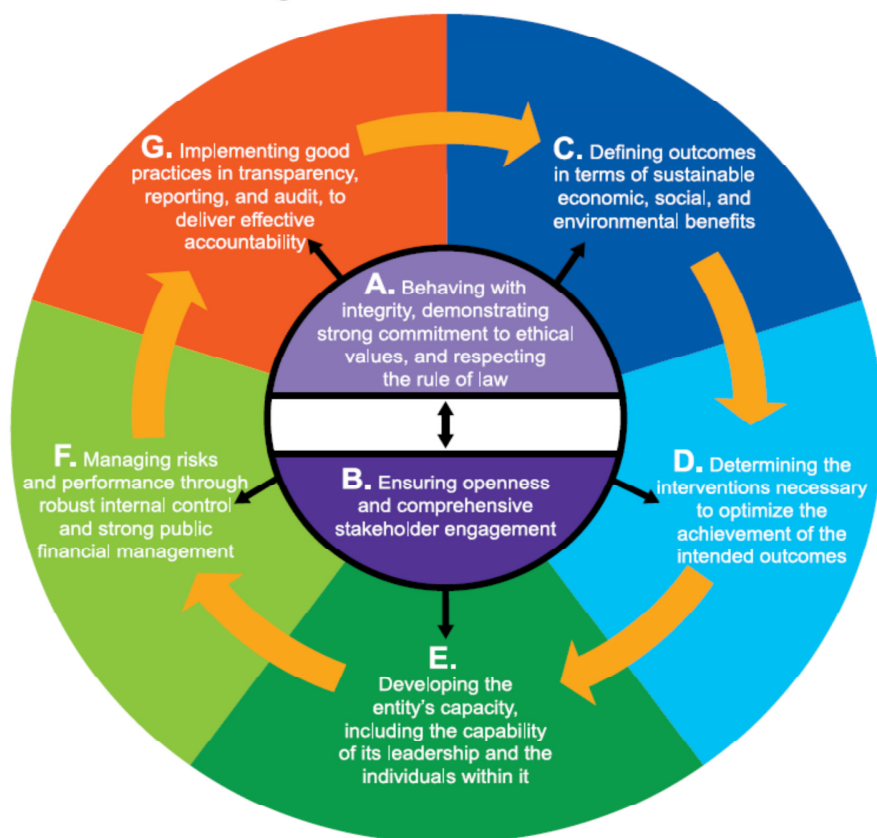 A. Behaving with
integrity, demonstrating
strong commitment to ethical
values, and respecting
the rule of law
B. Ensuring openness
and comprehensive
stakeholder engagement
C. Defining outcomes
in terms of sustainable
economic, social, and
environmental benefits
D. Determining the
interventions necessary
to optimize the
achievement of the
intended outcomes
E.
Developing the
entity's capacity,
including the capability
of its leadership and the
individuals within it
F. Managing risks
and performance through
robust internal control
and strong public
financial management
G. Implementing good
practices in transparency,
reporting, and audit, to
deliver effective
accountability